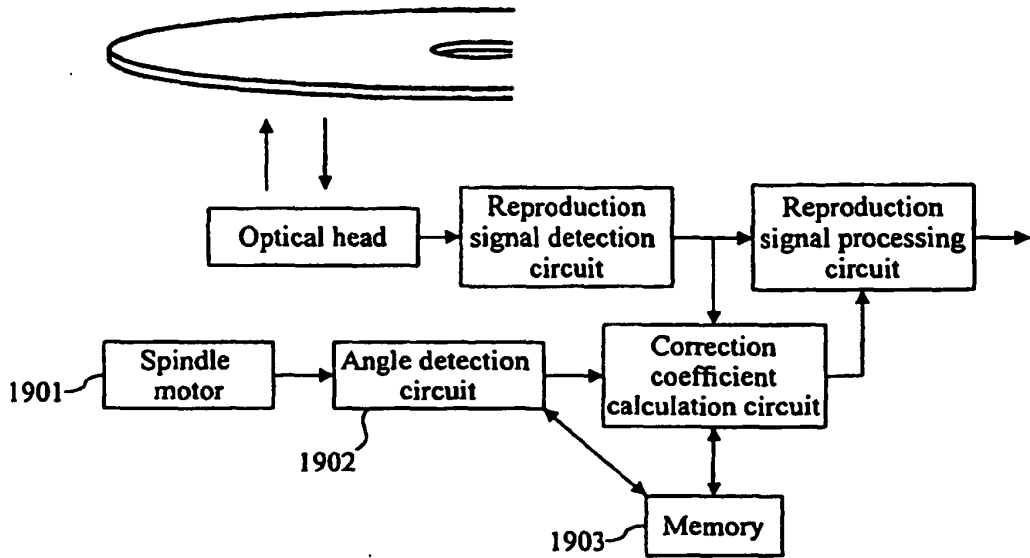 Optical head
Reproduction
signal detection
circuit
Reproduction
signal processing
circuit
1901
Spindle
motor
Angle detection
circuit
1902
Correction
coefficient
calculation circuit
1903
Memory